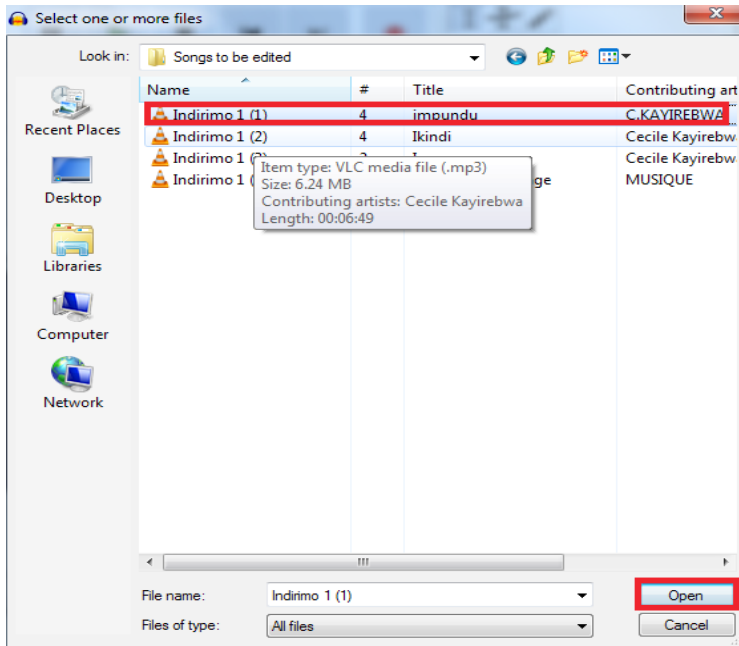 Select one or more files
Look in: Songs to be edited
Name # Title Contributing art
Indirimo 1 (1) 4 impundu C.KAYIREBWA
Indirimo 1 (2) 4 Ikindi Cecile Kayirebw
Indirimo 1 Cecile Kayirebw
Indirimo 1 ge MUSIQUE
Item type: VLC media file (.mp3)
Size: 6.24 MB
Contributing artists: Cecile Kayirebwa
Length: 00:06:49
Recent Places
Desktop
Libraries
Computer
Network
File name: Indirimo 1 (1) Open
Files of type: All files Cancel